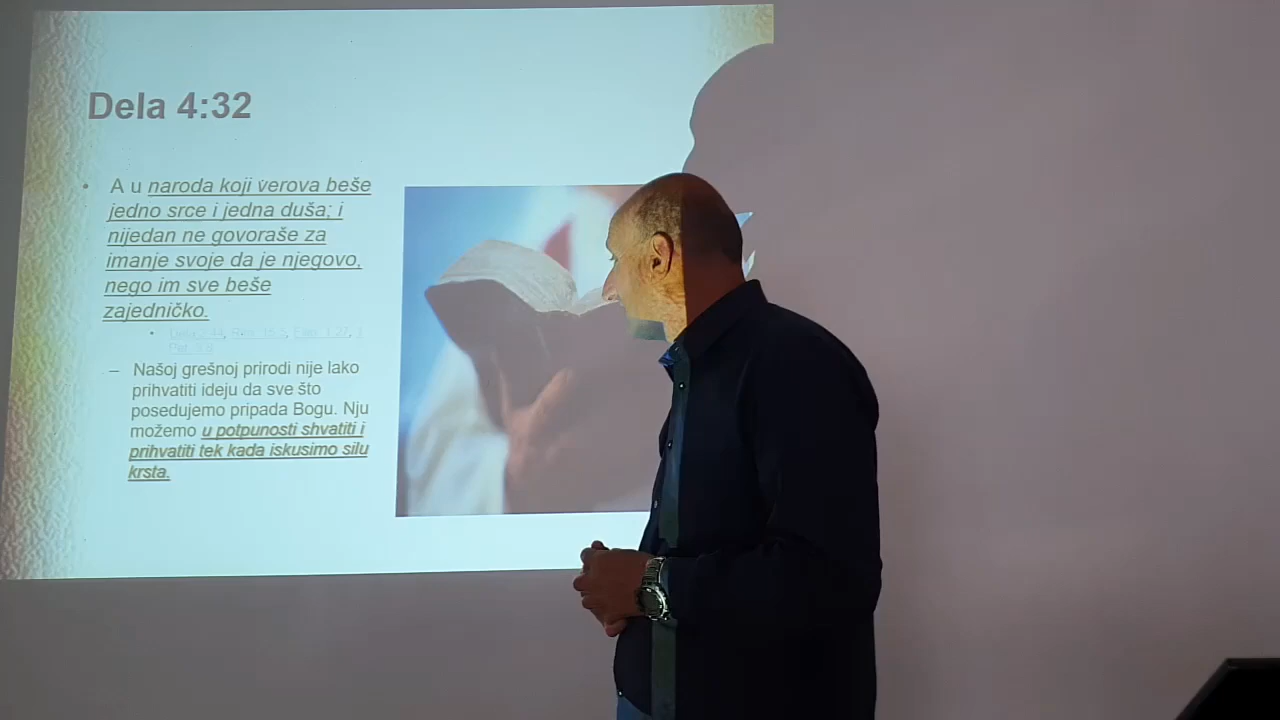 Dela 4:32
• A u naroda koji verova beše
jedno srce i jedna duša; i
nijedan ne govoraše za
imanje svoje da je njegovo,
nego im sve beše
zajedničko.
– Našoj grešnoj prirodi nije lako
prihvatiti ideju da sve što
posedujemo pripada Bogu. Nju
možemo u potpunosti shvatiti i
prihvatiti tek kada iskusimo silu
krsta.